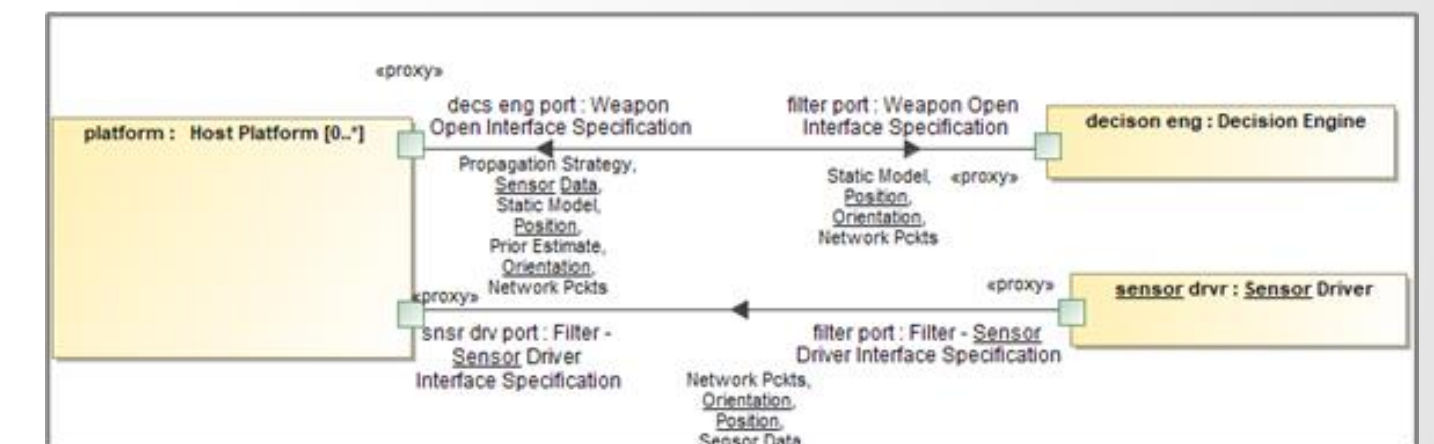 «proxy»
decs eng port : Weapon
Open Interface Specification
filter port : Weapon Open
Interface Specification
platform : Host Platform [0..*]
decison eng : Decision Engine
Propagation Strategy,
Sensor Data,
Static Model,
Position,
Prior Estimate,
Orientation,
Network Pckts
Static Model,
Position,
Orientation,
Network Pckts
«proxy»
«proxy»
«proxy»
sensor drvr : Sensor Driver
snsr drv port : Filter -
Sensor Driver
Interface Specification
filter port : Filter - Sensor
Driver Interface Specification
Network Pckts,
Orientation,
Position,
Sensor Data